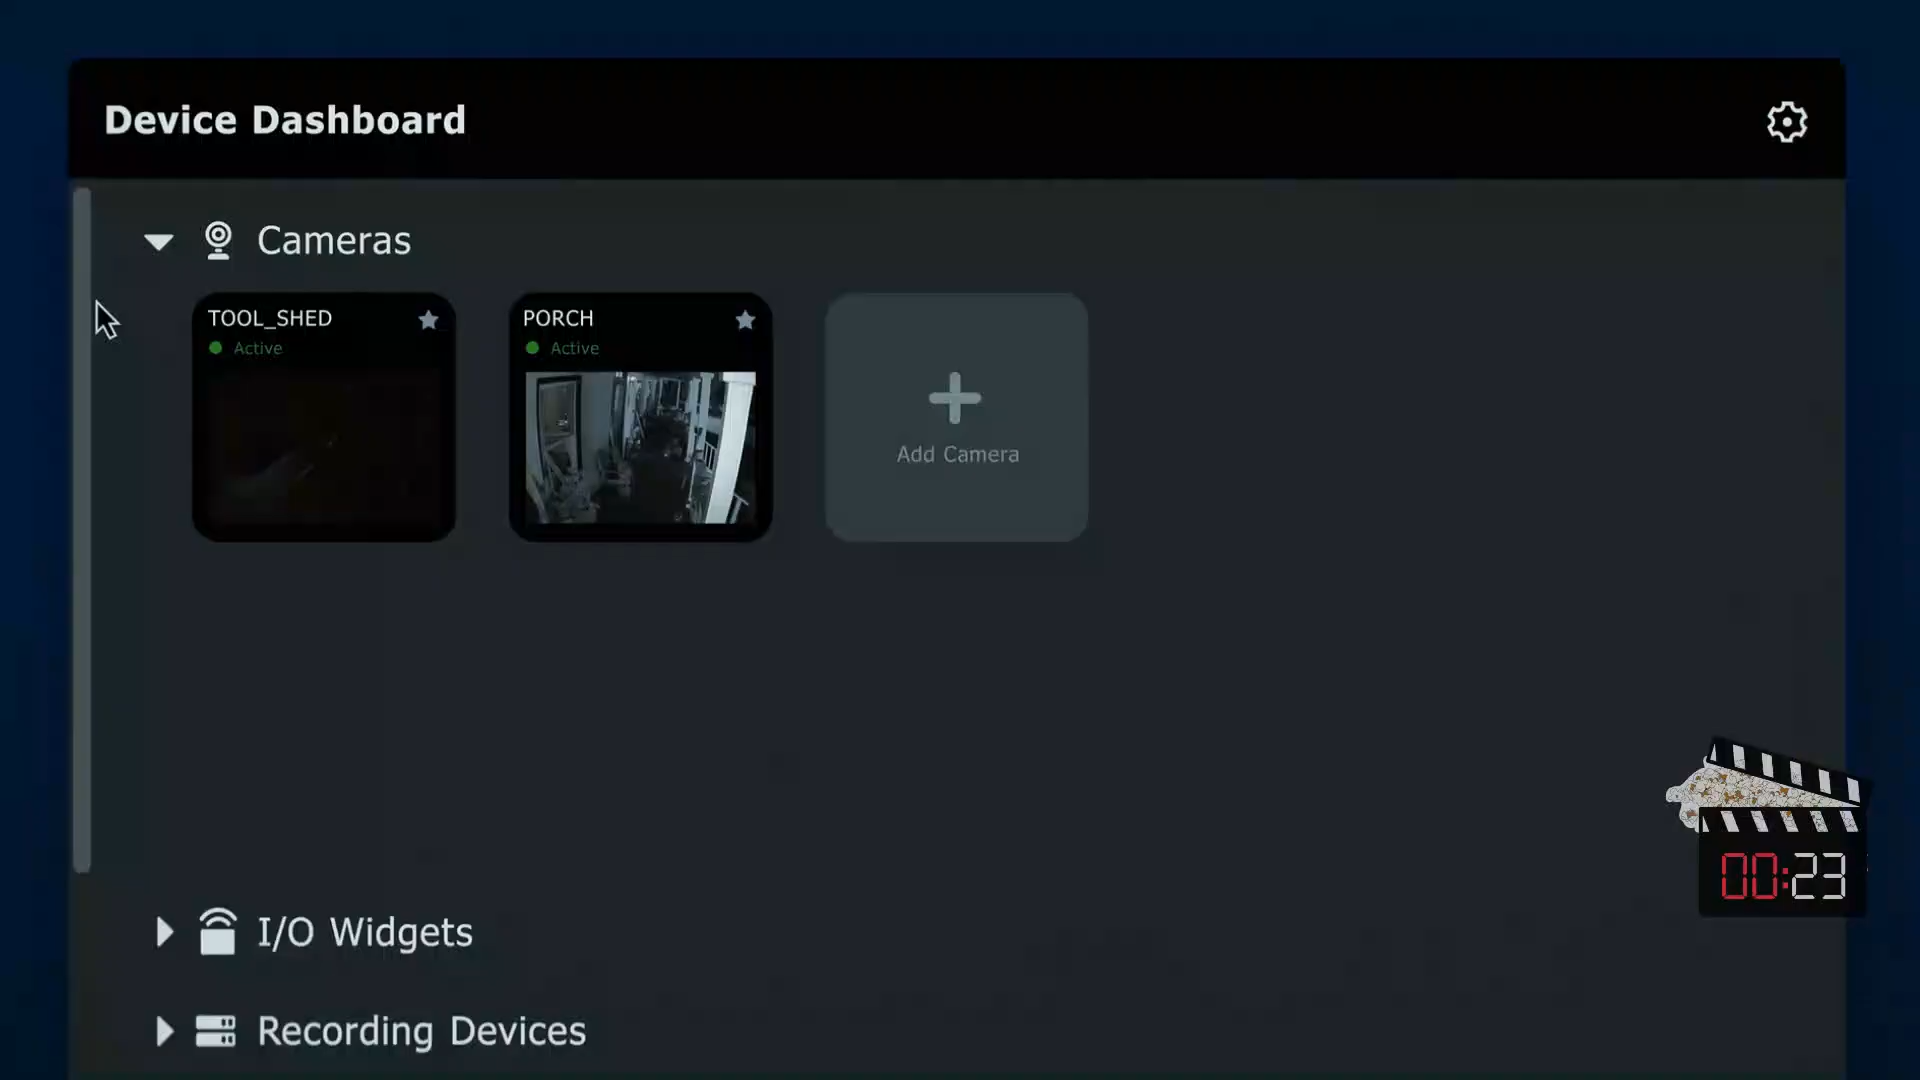 Device Dashboard
Cameras
TOOL_SHED
Active
PORCH
Active
Add Camera
00:23
I/O Widgets
Recording Devices